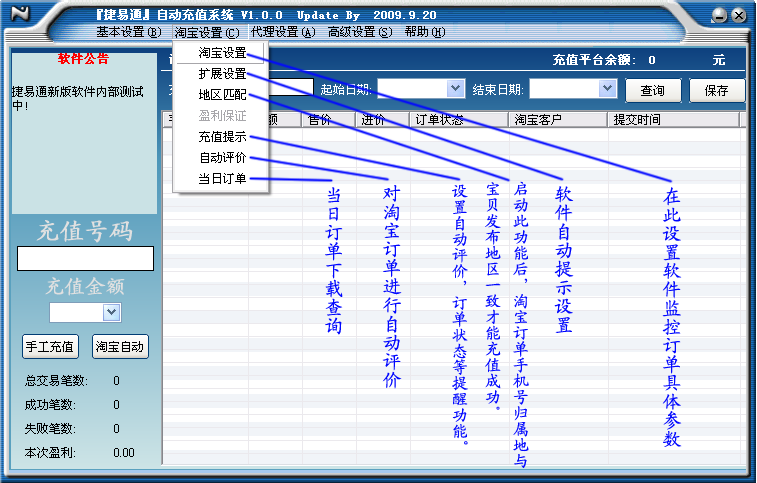 『捷易通』自动充值系统 V1.0.0 Update By 2009.9.20
基本设置(B) 淘宝设置(C) 代理设置(A) 高级设置(S) 帮助(H)
软件公告
捷易通新版软件内部测试
中!
淘宝设置
扩展设置
地区匹配
盈利保证
充值提示
自动评价
当日订单
充值平台余额: 0 元
起始日期: 结束日期: 查询 保存
售价 进价 订单状态 淘宝客户 提交时间
充值号码
充值金额
手工充值 淘宝自动
总交易笔数: 0
成功笔数: 0
失败笔数: 0
本次盈利: 0.00
当日订单下载查询
对淘宝订单进行自动评价
设置自动评价,订单状态等提醒功能。
启动此功能后,淘宝订单手机号归属地与
宝贝发布地区一致才能充值成功。
软件自动提示设置
在此设置软件监控订单具体参数